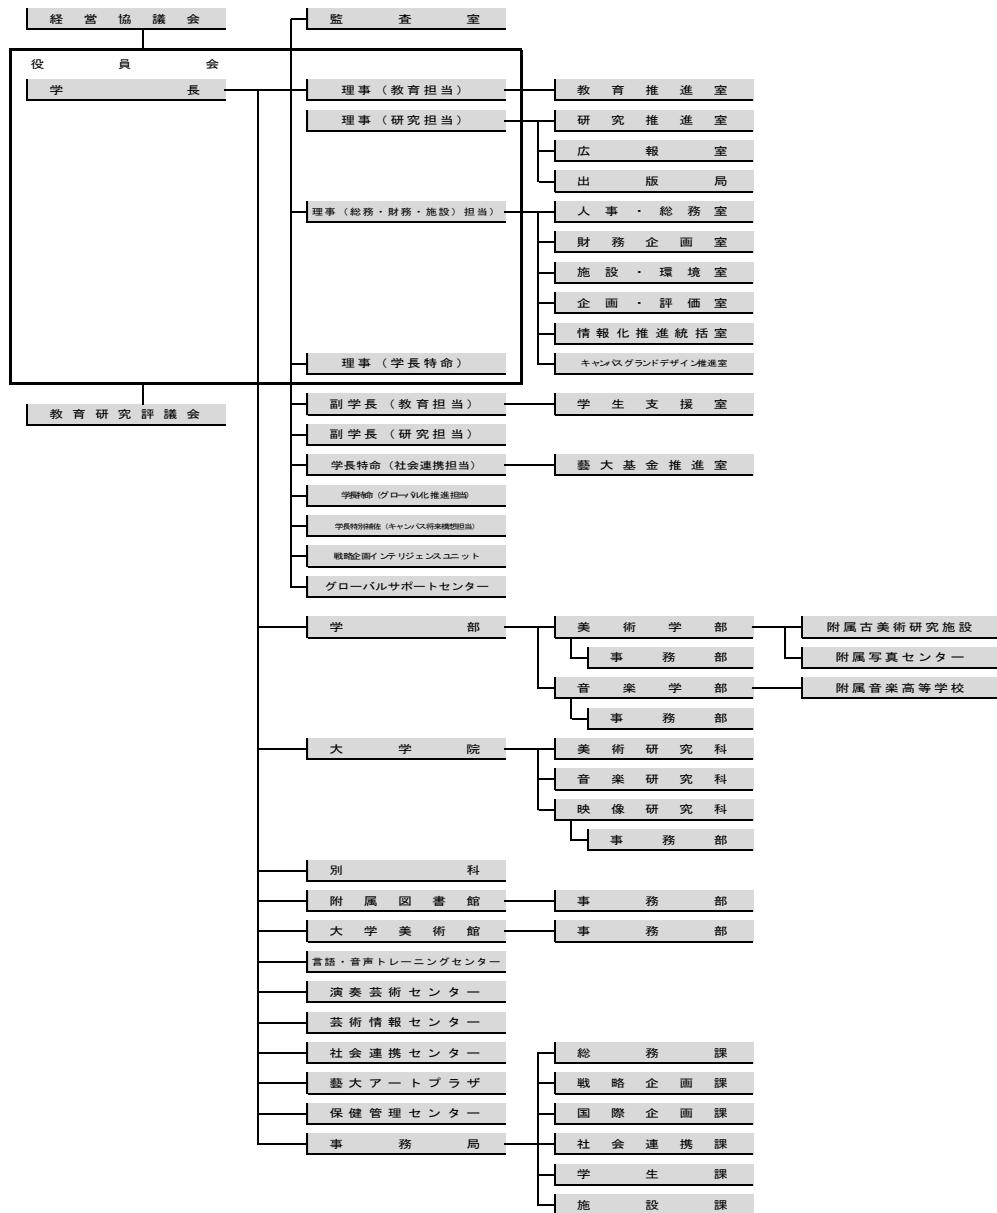 経営協議会
監査室
役員会
学長
理事（教育担当）
教育推進室
理事（研究担当）
研究推進室
広報室
出版局
理事（総務・財務・施設）担当）
人事・総務室
財務企画室
施設・環境室
企画・評価室
情報化推進統括室
理事（学長特命）
キャンパスグランドデザイン推進室
教育研究評議会
副学長（教育担当）
学生支援室
副学長（研究担当）
学長特命（社会連携担当）
藝大基金推進室
学長特命（グローバル化推進担当）
学長特別補佐（キャンパス将来構想担当）
戦略企画インテリジェンスユニット
グローバルサポートセンター
学部
美術学部
附属古美術研究施設
事務部
附属写真センター
音楽学部
附属音楽高等学校
事務部
大学院
美術研究科
音楽研究科
映像研究科
事務部
別科
附属図書館
事務部
大学美術館
事務部
言語・音声トレーニングセンター
演奏芸術センター
芸術情報センター
社会連携センター
総務課
藝大アートプラザ
戦略企画課
保健管理センター
国際企画課
事務局
社会連携課
学生課
施設課